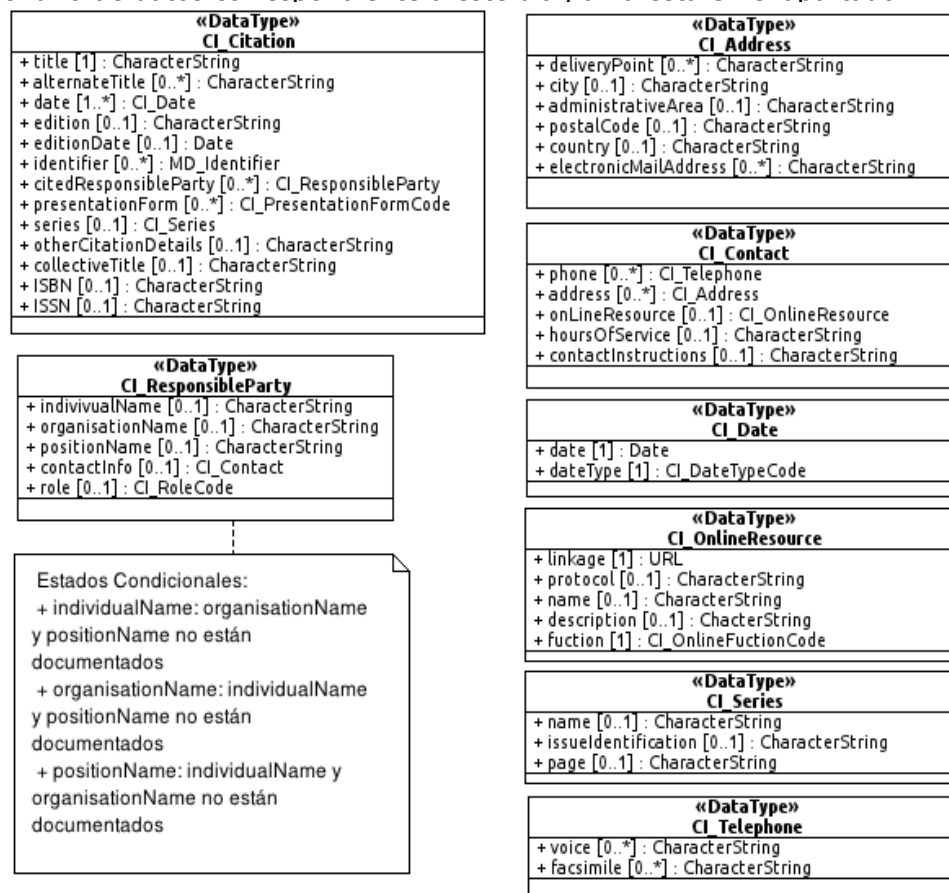 «DataType»
CI_Citation
+ title [1] : CharacterString
+ alternateTitle [0..*] : CharacterString
+ date [1..*] : CI_Date
+ edition [0..1] : CharacterString
+ editionDate [0..1] : Date
+ identifier [0..*] : MD_Identifier
+ citedResponsibleParty [0..*] : CI_ResponsibleParty
+ presentationForm [0..*] : CI_PresentationFormCode
+ series [0..1] : CI_Series
+ otherCitationDetails [0..1] : CharacterString
+ collectiveTitle [0..1] : CharacterString
+ ISBN [0..1] : CharacterString
+ ISSN [0..1] : CharacterString
«DataType»
CI_ResponsibleParty
+ indivivualName [0..1] : CharacterString
+ organisationName [0..1] : CharacterString
+ positionName [0..1] : CharacterString
+ contactInfo [0..1] : CI_Contact
+ role [0..1] : CI_RoleCode
Estados Condicionales:
+ individualName: organisationName
y positionName no están
documentados
+ organisationName: individualName
y positionName no están
documentados
+ positionName: individualName y
organisationName no están
documentados
«DataType»
CI_Address
+ deliveryPoint [0..*] : CharacterString
+ city [0..1] : CharacterString
+ administrativeArea [0..1] : CharacterString
+ postalCode [0..1] : CharacterString
+ country [0..1] : CharacterString
+ electronicMailAddress [0..*] : CharacterString
«DataType»
CI_Contact
+ phone [0..*] : CI_Telephone
+ address [0..*] : CI_Address
+ onLineResource [0..1] : CI_OnlineResource
+ hoursOfService [0..1] : CharacterString
+ contactInstructions [0..1] : CharacterString
«DataType»
CI_Date
+ date [1] : Date
+ dateType [1] : CI_DateTypeCode
«DataType»
CI_OnlineResource
+ linkage [1] : URL
+ protocol [0..1] : CharacterString
+ name [0..1] : CharacterString
+ description [0..1] : ChacterString
+ fuction [1] : CI_OnlineFuctionCode
«DataType»
CI_Series
+ name [0..1] : CharacterString
+ issueIdentification [0..1] : CharacterString
+ page [0..1] : CharacterString
«DataType»
CI_Telephone
+ voice [0..*] : CharacterString
+ facsimile [0..*] : CharacterString